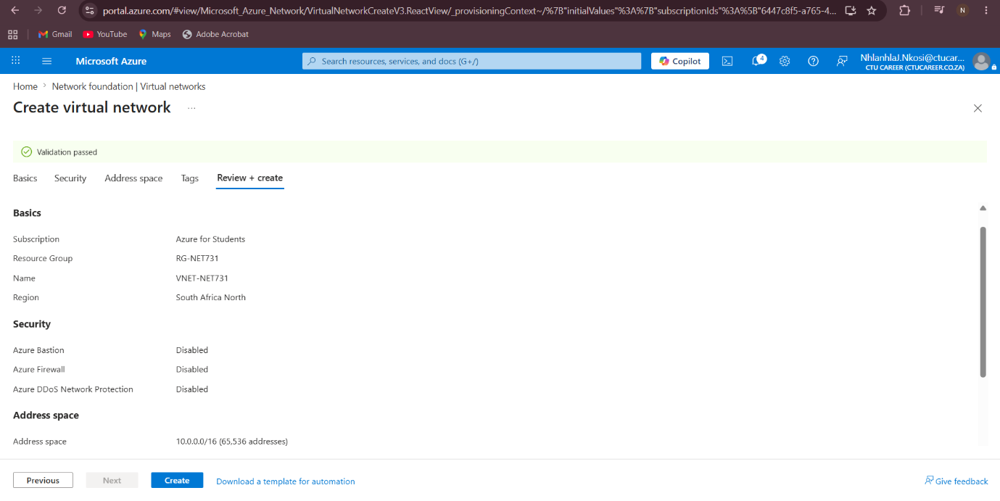 portal.azure.com/#view/Microsoft_Azure_Network/VirtualNetworkCreateV3.ReactView/_provisioningContext~/%7B"initialValues"%3A%7B"subscriptionIds"%3A%5B"6447c8f5-a765-4...
N
Gmail YouTube Maps Adobe Acrobat
Microsoft Azure
Search resources, services, and docs (G+/)
Copilot
4
NhlanhlaJ.Nkosi@ctucar...
CTU CAREER (CTUCAREER.CO.ZA)
Home > Network foundation | Virtual networks
Create virtual network ...
Validation passed
Basics Security Address space Tags Review + create
Basics
Subscription Azure for Students
Resource Group RG-NET731
Name VNET-NET731
Region South Africa North
Security
Azure Bastion Disabled
Azure Firewall Disabled
Azure DDoS Network Protection Disabled
Address space
Address space 10.0.0.0/16 (65,536 addresses)
Previous Next Create Download a template for automation Give feedback